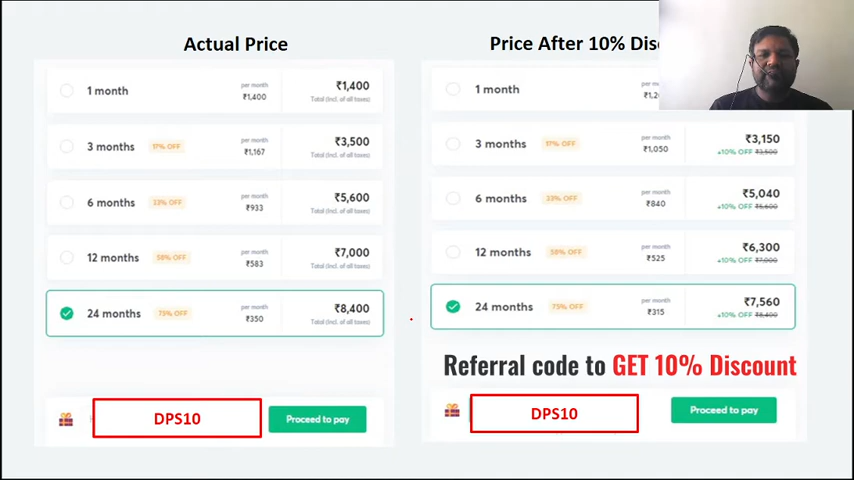 Actual Price
1 month
per month
₹1,400
₹1,400
Total (Incl. of all taxes)
3 months
17% OFF
per month
₹1,167
₹3,500
Total (Incl. of all taxes)
6 months
33% OFF
per month
₹933
₹5,600
Total (Incl. of all taxes)
12 months
58% OFF
per month
₹583
₹7,000
Total (Incl. of all taxes)
24 months
75% OFF
per month
₹350
₹8,400
Total (Incl. of all taxes)
DPS10
Proceed to pay
Price After 10%
1 month
3 months
17% OFF
per month
₹1,050
₹3,150
+10% OFF ₹3,500
6 months
33% OFF
per month
₹840
₹5,040
+10% OFF ₹5,600
12 months
58% OFF
per month
₹525
₹6,300
+10% OFF ₹7,000
24 months
75% OFF
per month
₹315
₹7,560
+10% OFF ₹8,400
Referral code to GET 10% Discount
DPS10
Proceed to pay